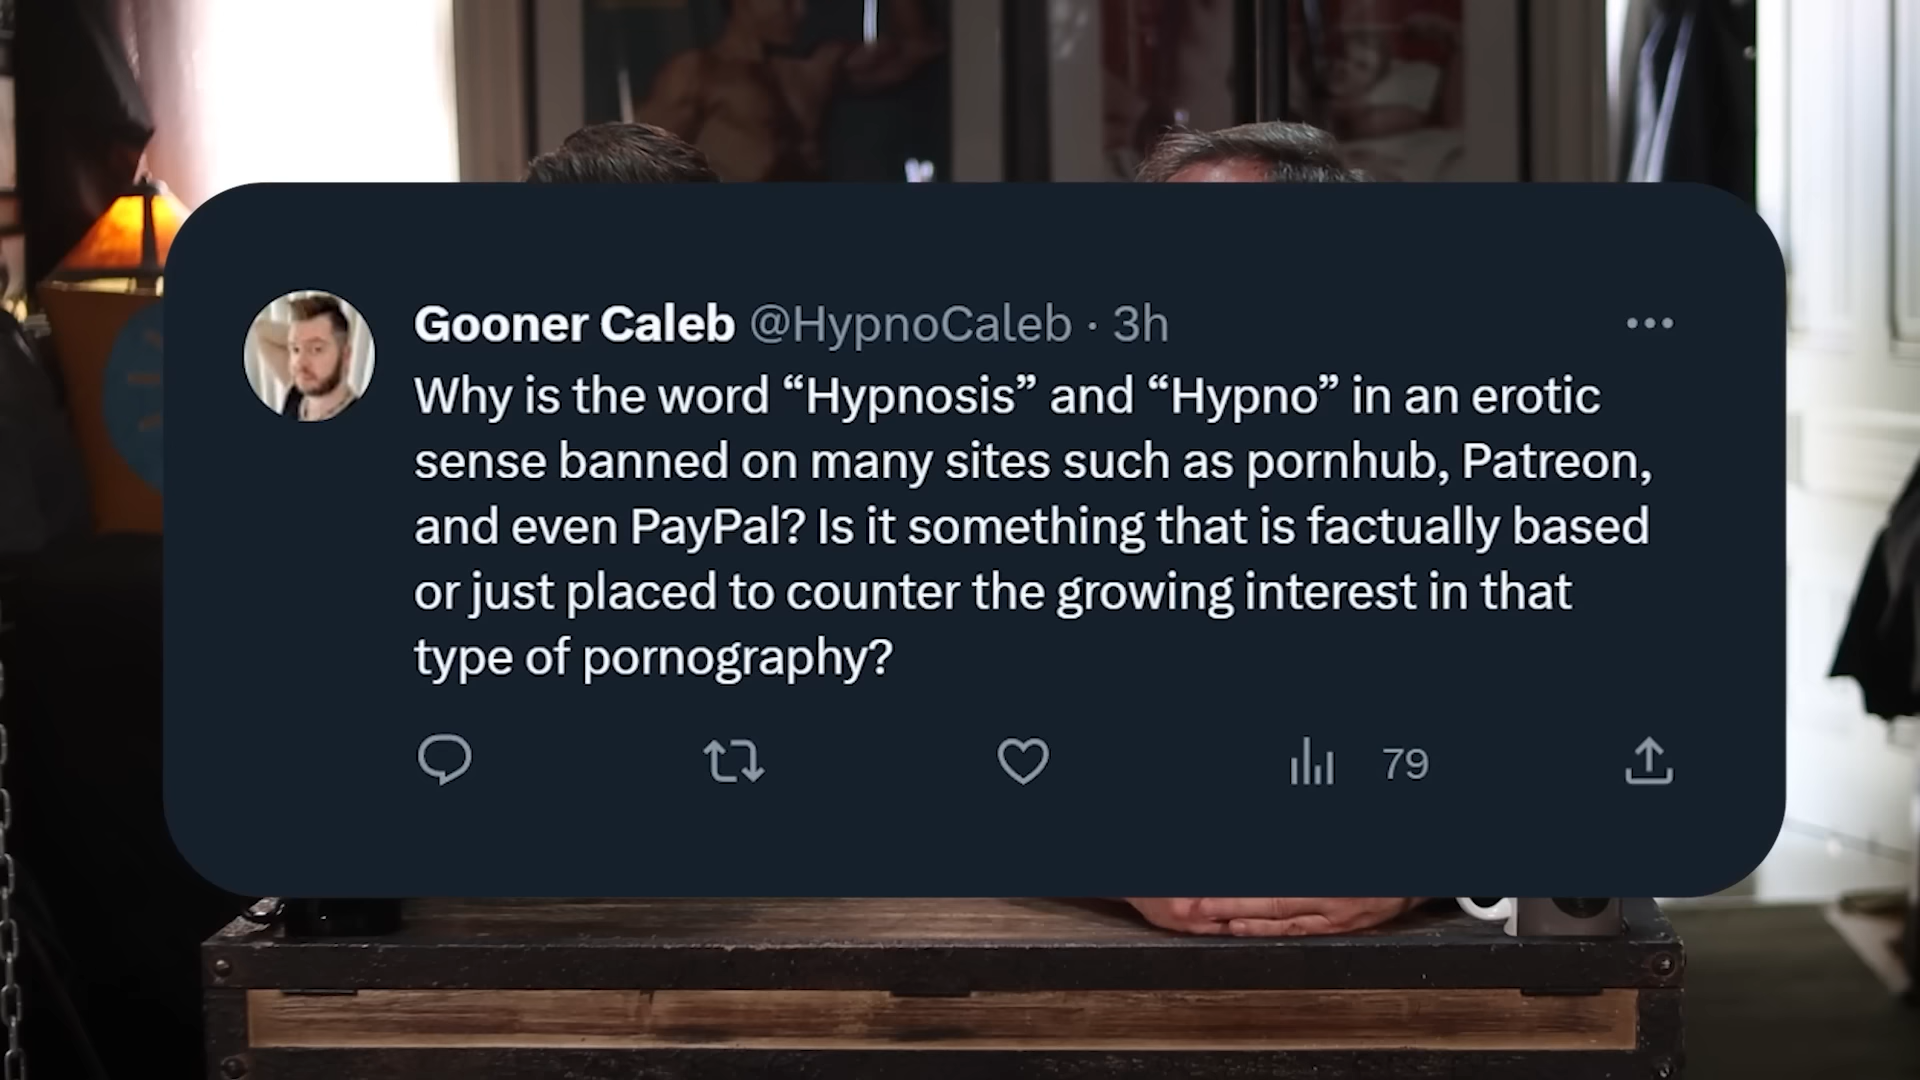 Gooner Caleb @HypnoCaleb · 3h
Why is the word “Hypnosis” and “Hypno” in an erotic
sense banned on many sites such as pornhub, Patreon,
and even PayPal? Is it something that is factually based
or just placed to counter the growing interest in that
type of pornography?
79